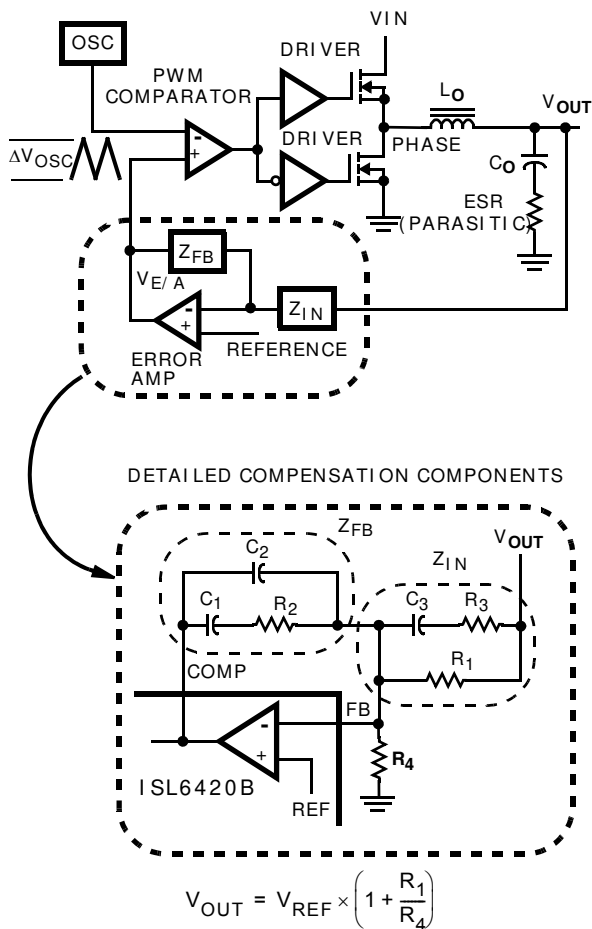 VIN
OSC
DRIVER
PWM
COMPARATOR
LO
VOUT
DRIVER
-
+
PHASE
ΔVOSC
CO
ESR
(PARASITIC)
ZFB
VE/A
-
+
ZIN
REFERENCE
ERROR
AMP
DETAILED COMPENSATION COMPONENTS
ZFB
VOUT
C2
ZIN
C1
R2
C3
R3
R1
COMP
FB
-
+
R4
ISL6420B
REF
VOUT = VREF × (1 + R1/R4)